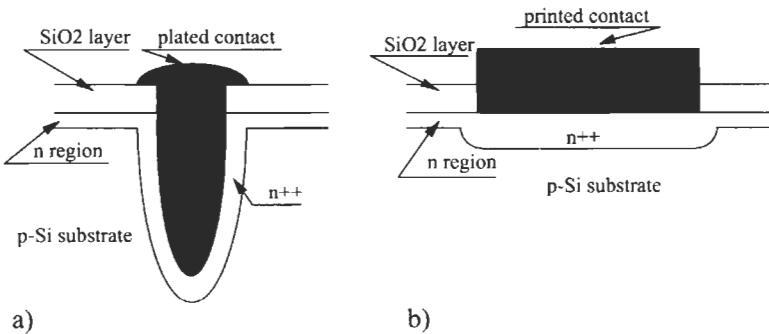 SiO2 layer
plated contact
n region
n++
p-Si substrate
a)
printed contact
SiO2 layer
n++
n region
p-Si substrate
b)